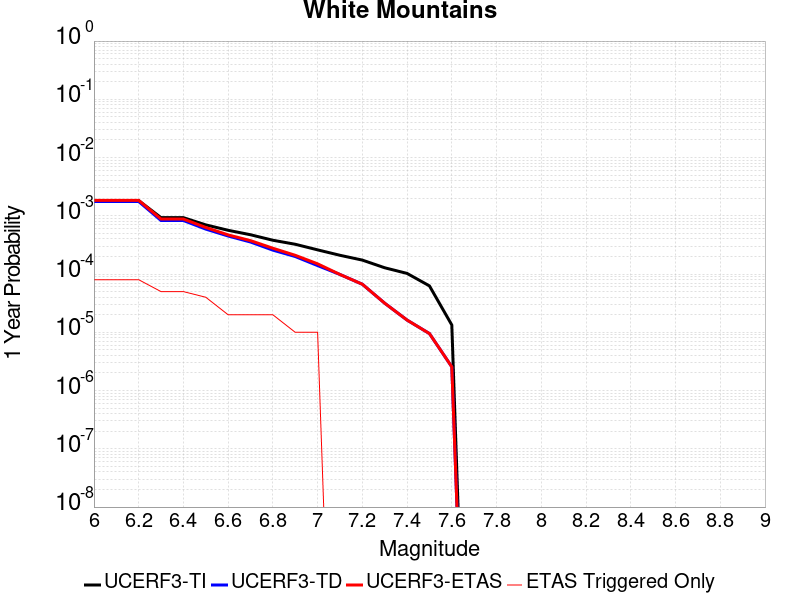 White Mountains
10^0
10^-1
10^-2
10^-3
10^-4
10^-5
10^-6
10^-7
10^-8
1 Year Probability
6 6.2 6.4 6.6 6.8 7 7.2 7.4 7.6 7.8 8 8.2 8.4 8.6 8.8 9
Magnitude
UCERF3-TI UCERF3-TD UCERF3-ETAS ETAS Triggered Only